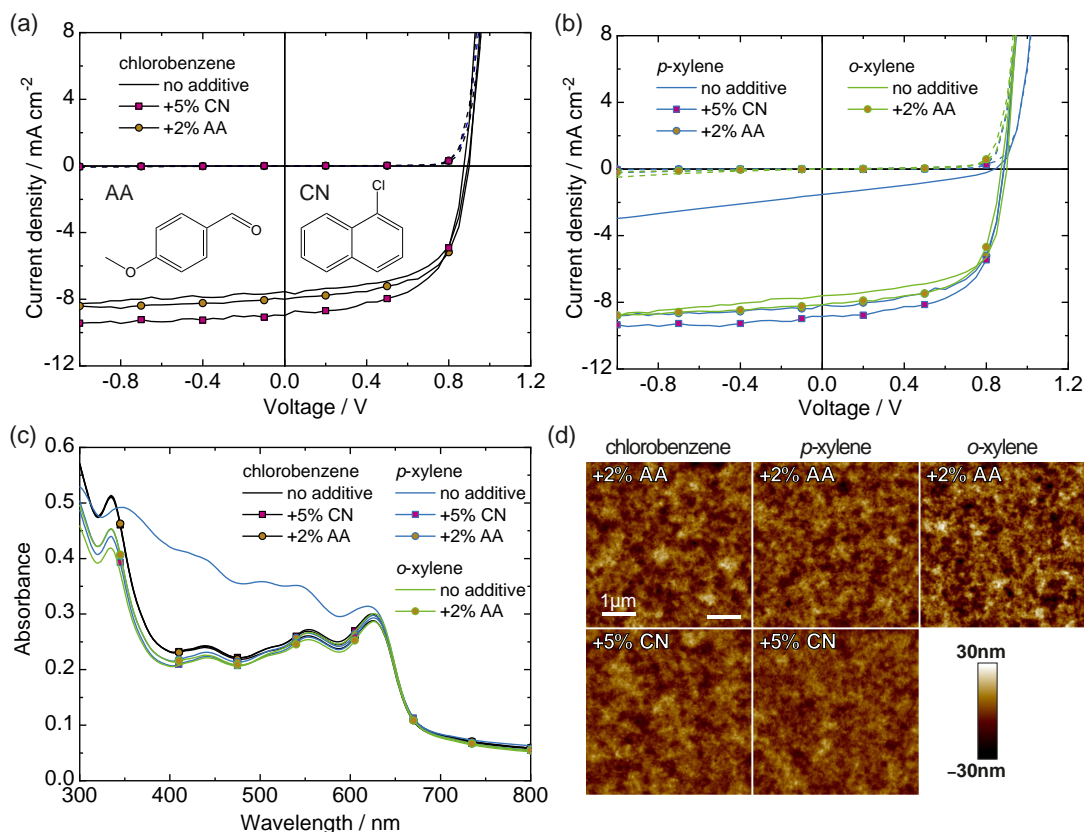 (a)
8
4
0
-4
-8
-12
Current density / mA cm-2
chlorobenzene
no additive
+5% CN
+2% AA
AA
CN
O
O
Cl
-0.8
-0.4
0.0
0.4
0.8
1.2
Voltage / V
(b)
8
4
0
-4
-8
-12
Current density / mA cm-2
p-xylene
no additive
+5% CN
+2% AA
o-xylene
no additive
+2% AA
-0.8
-0.4
0.0
0.4
0.8
1.2
Voltage / V
(c)
0.6
0.5
0.4
0.3
0.2
0.1
0.0
Absorbance
chlorobenzene
no additive
+5% CN
+2% AA
p-xylene
no additive
+5% CN
+2% AA
o-xylene
no additive
+2% AA
300
400
500
600
700
800
Wavelength / nm
(d)
chlorobenzene
p-xylene
o-xylene
+2% AA
+2% AA
+2% AA
1µm
+5% CN
+5% CN
30nm
−30nm